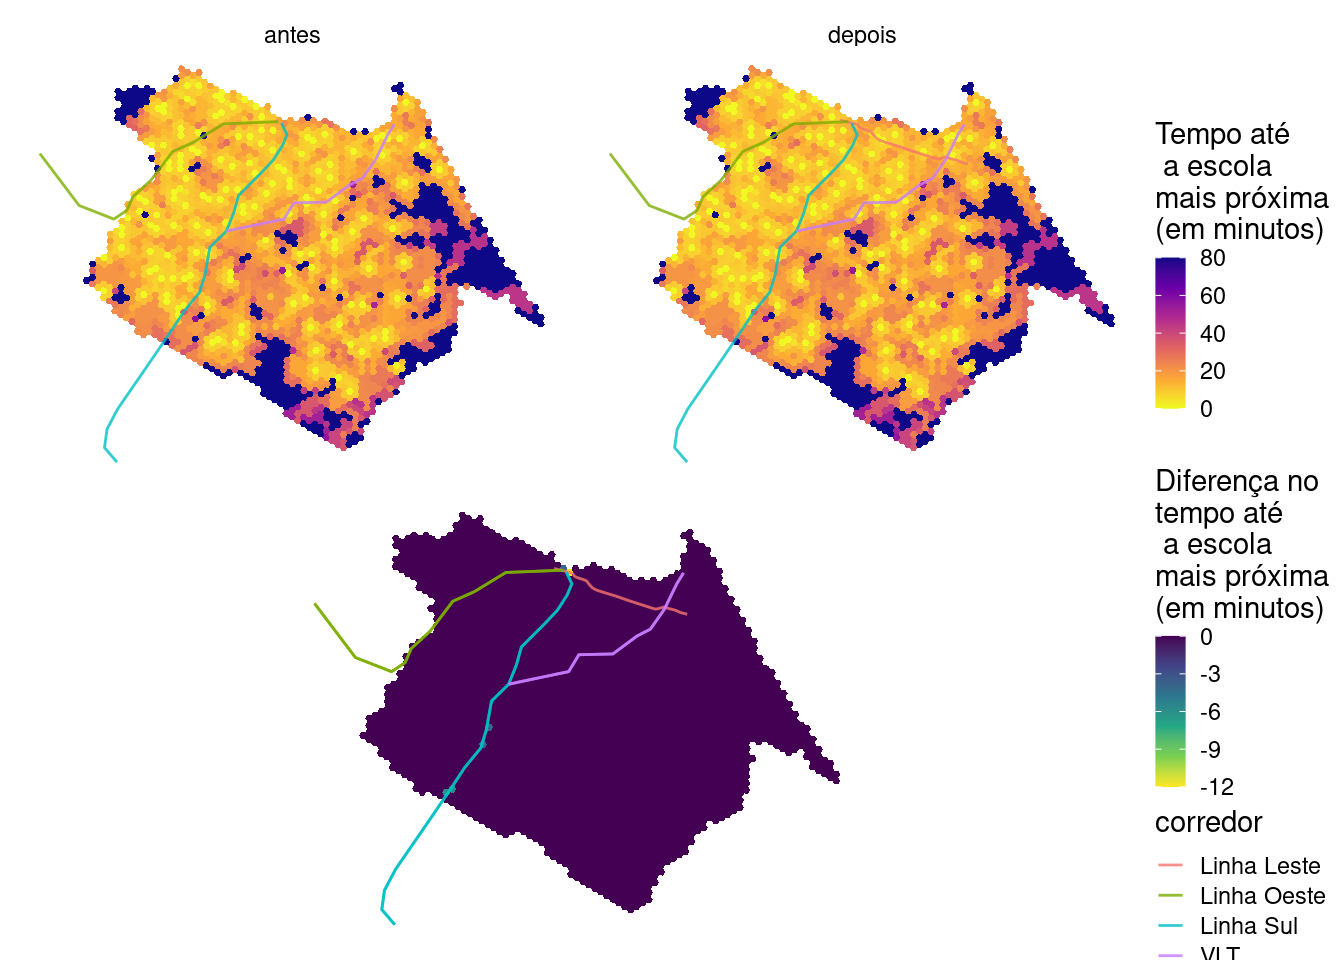 antes
depois
Tempo até
a escola
mais próxima
(em minutos)
80
60
40
20
0
Diferença no
tempo até
a escola
mais próxima
(em minutos)
0
-3
-6
-9
-12
corredor
Linha Leste
Linha Oeste
Linha Sul
VLT